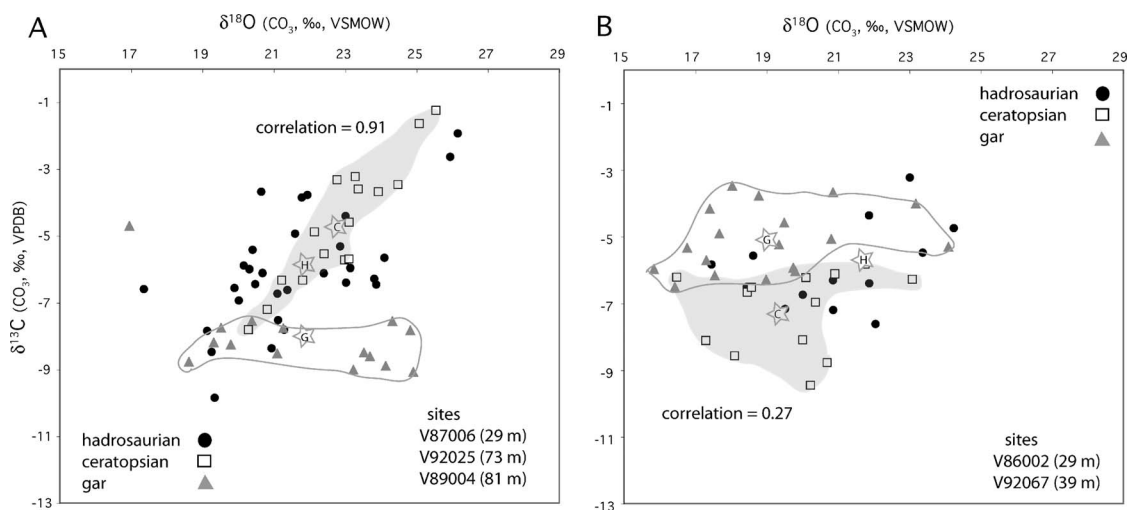 A
δ18O (CO3, ‰, VSMOW)
15 17 19 21 23 25 27 29
δ13C (CO3, ‰, VPDB)
-1
-3
-5
-7
-9
-11
-13
correlation = 0.91
C
H
G
hadrosaurian
ceratopsian
gar
sites
V87006 (29 m)
V92025 (73 m)
V89004 (81 m)
B
δ18O (CO3, ‰, VSMOW)
15 17 19 21 23 25 27 29
-1
-3
-5
-7
-9
-11
-13
hadrosaurian
ceratopsian
gar
G
H
C
correlation = 0.27
sites
V86002 (29 m)
V92067 (39 m)